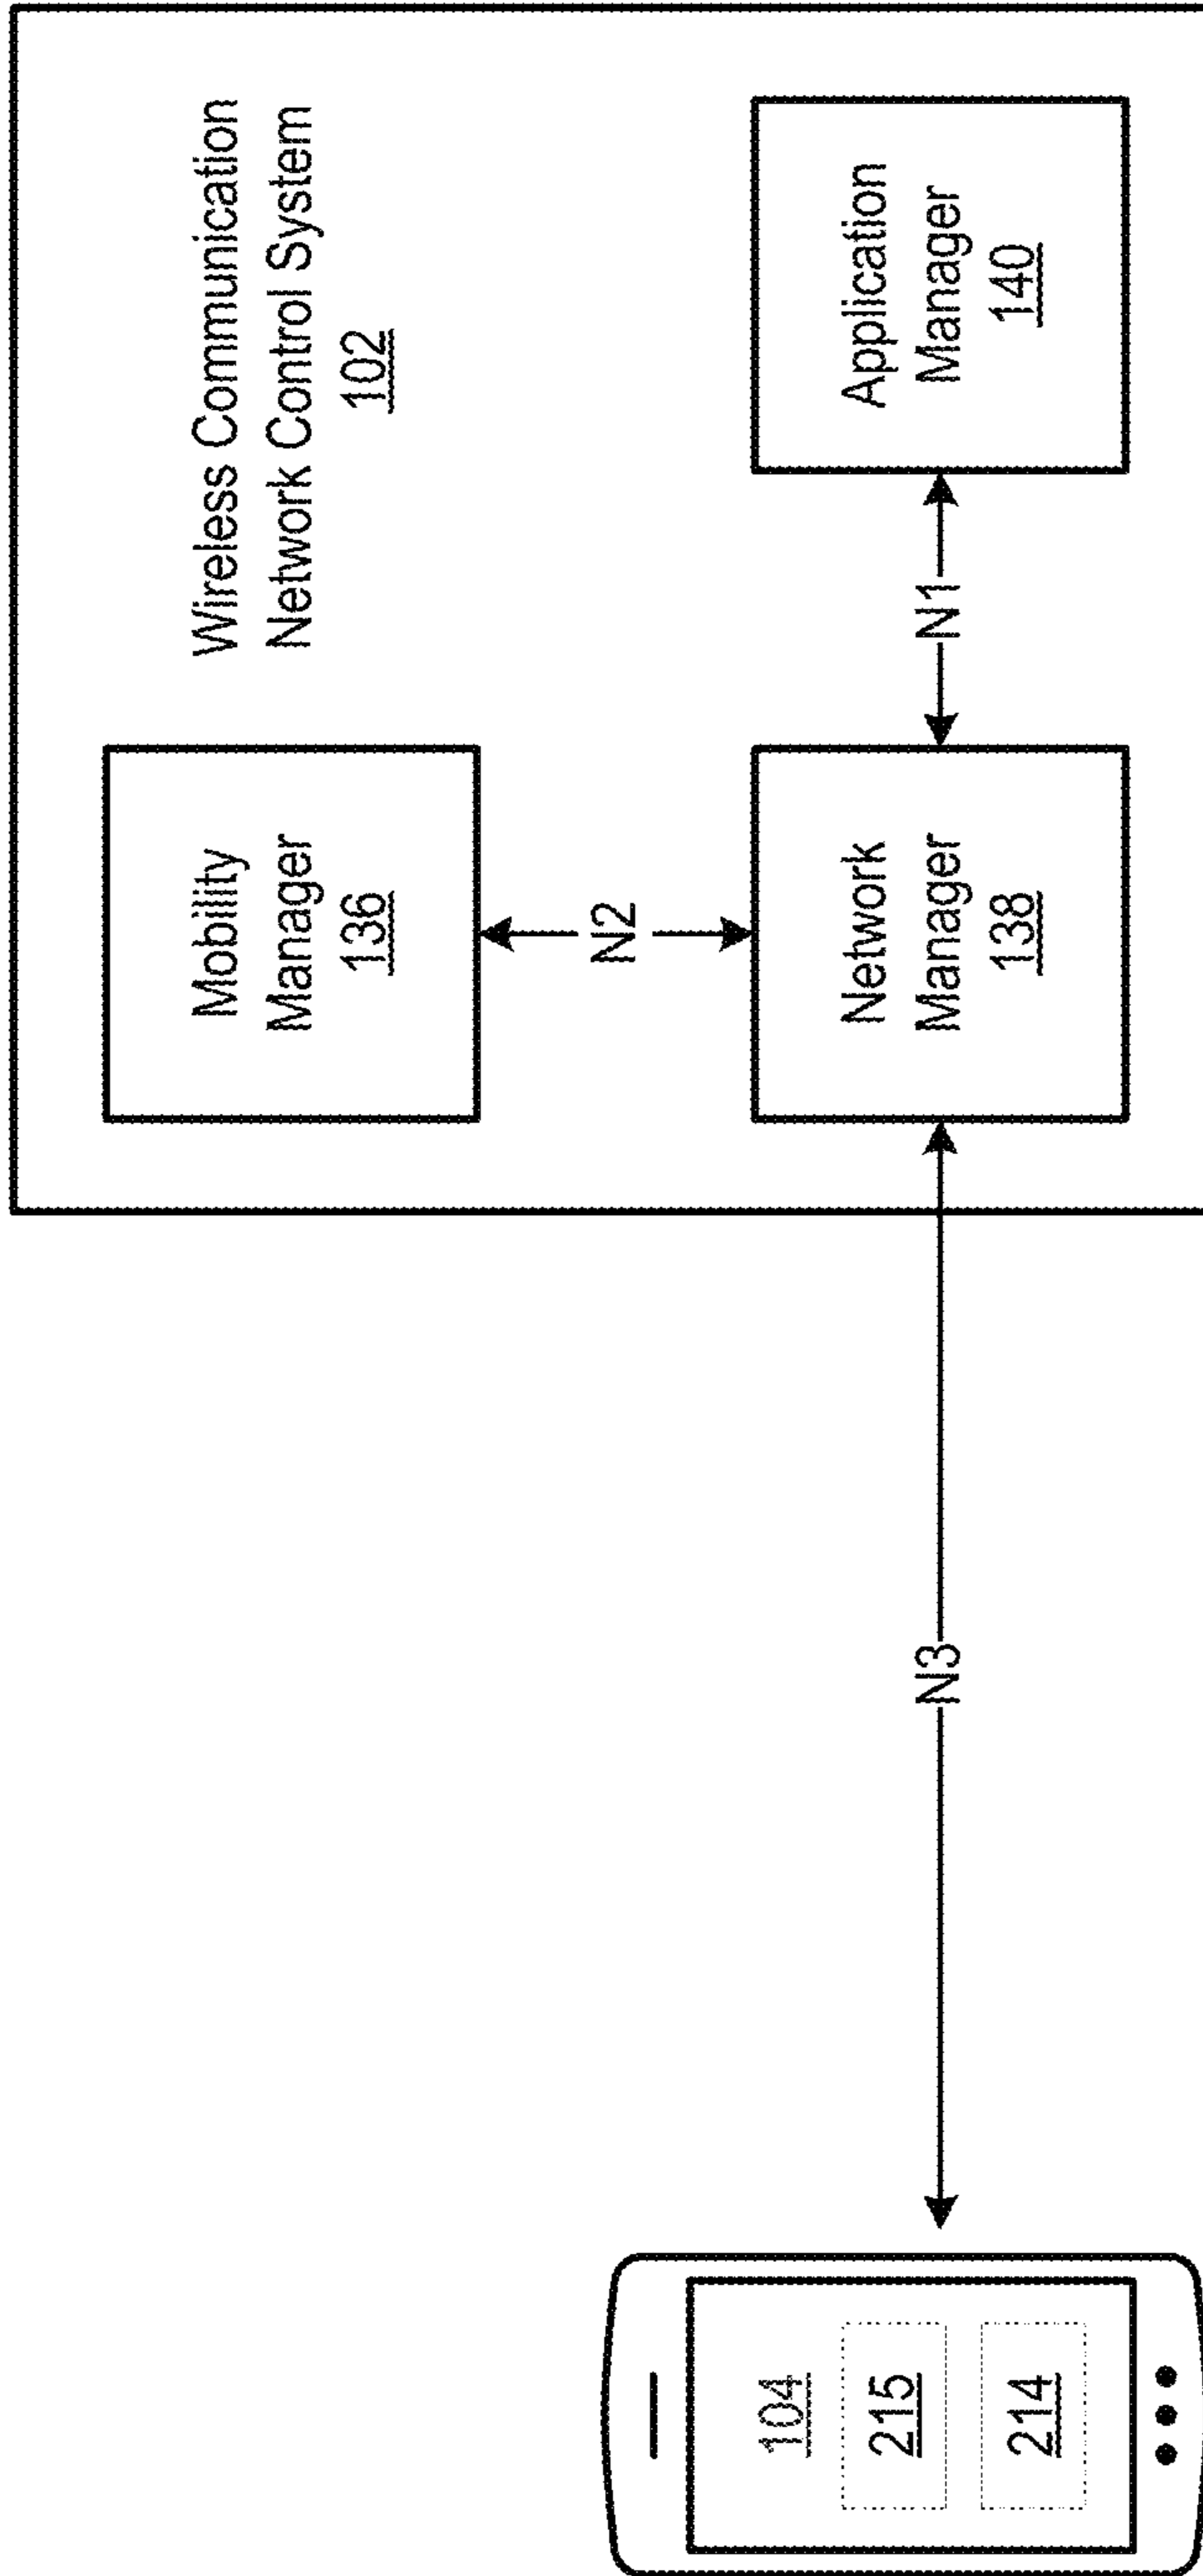 Wireless Communication
Network Control System
102
Mobility
Manager
136
N2
Network
Manager
138
N1
Application
Manager
140
N3
104
215
214